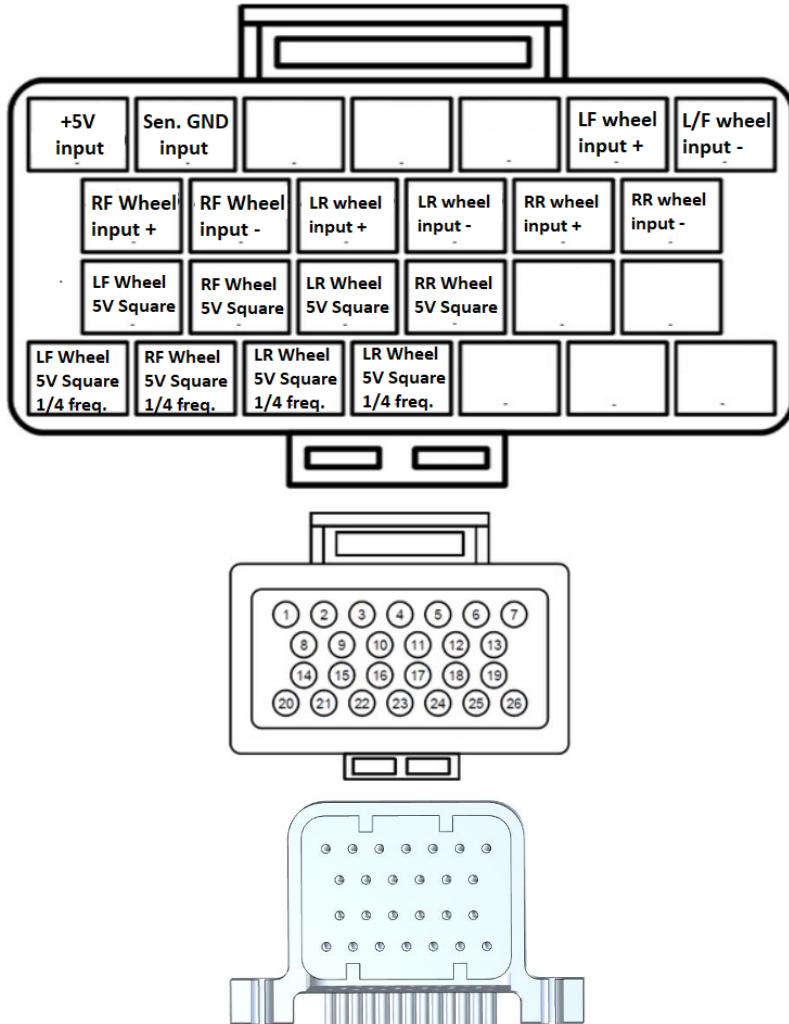 +5V
input
Sen. GND
input
LF wheel
input +
L/F wheel
input -
RF Wheel
input +
RF Wheel
input -
LR wheel
input +
LR wheel
input -
RR wheel
input +
RR wheel
input -
LF Wheel
5V Square
RF Wheel
5V Square
LR Wheel
5V Square
RR Wheel
5V Square
LF Wheel
5V Square
1/4 freq.
RF Wheel
5V Square
1/4 freq.
LR Wheel
5V Square
1/4 freq.
LR Wheel
5V Square
1/4 freq.
1 2 3 4 5 6 7
8 9 10 11 12 13
14 15 16 17 18 19
20 21 22 23 24 25 26